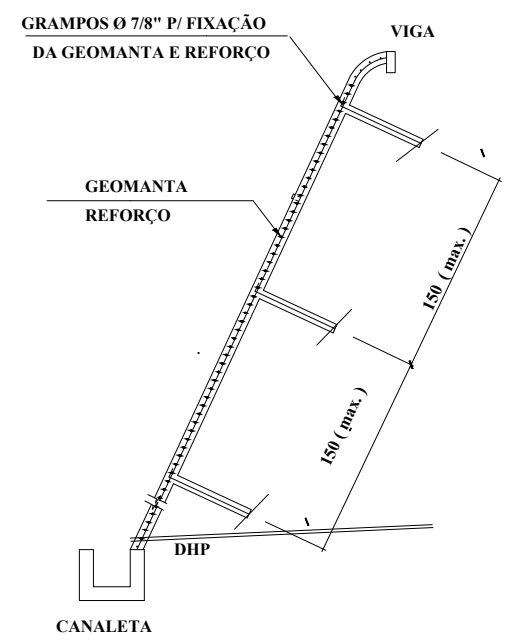 GRAMPOS Ø 7/8" P/ FIXAÇÃO
DA GEOMANTA E REFORÇO
VIGA
GEOMANTA
REFORÇO
150 ( max. )
150 ( max. )
DHP
CANALETA